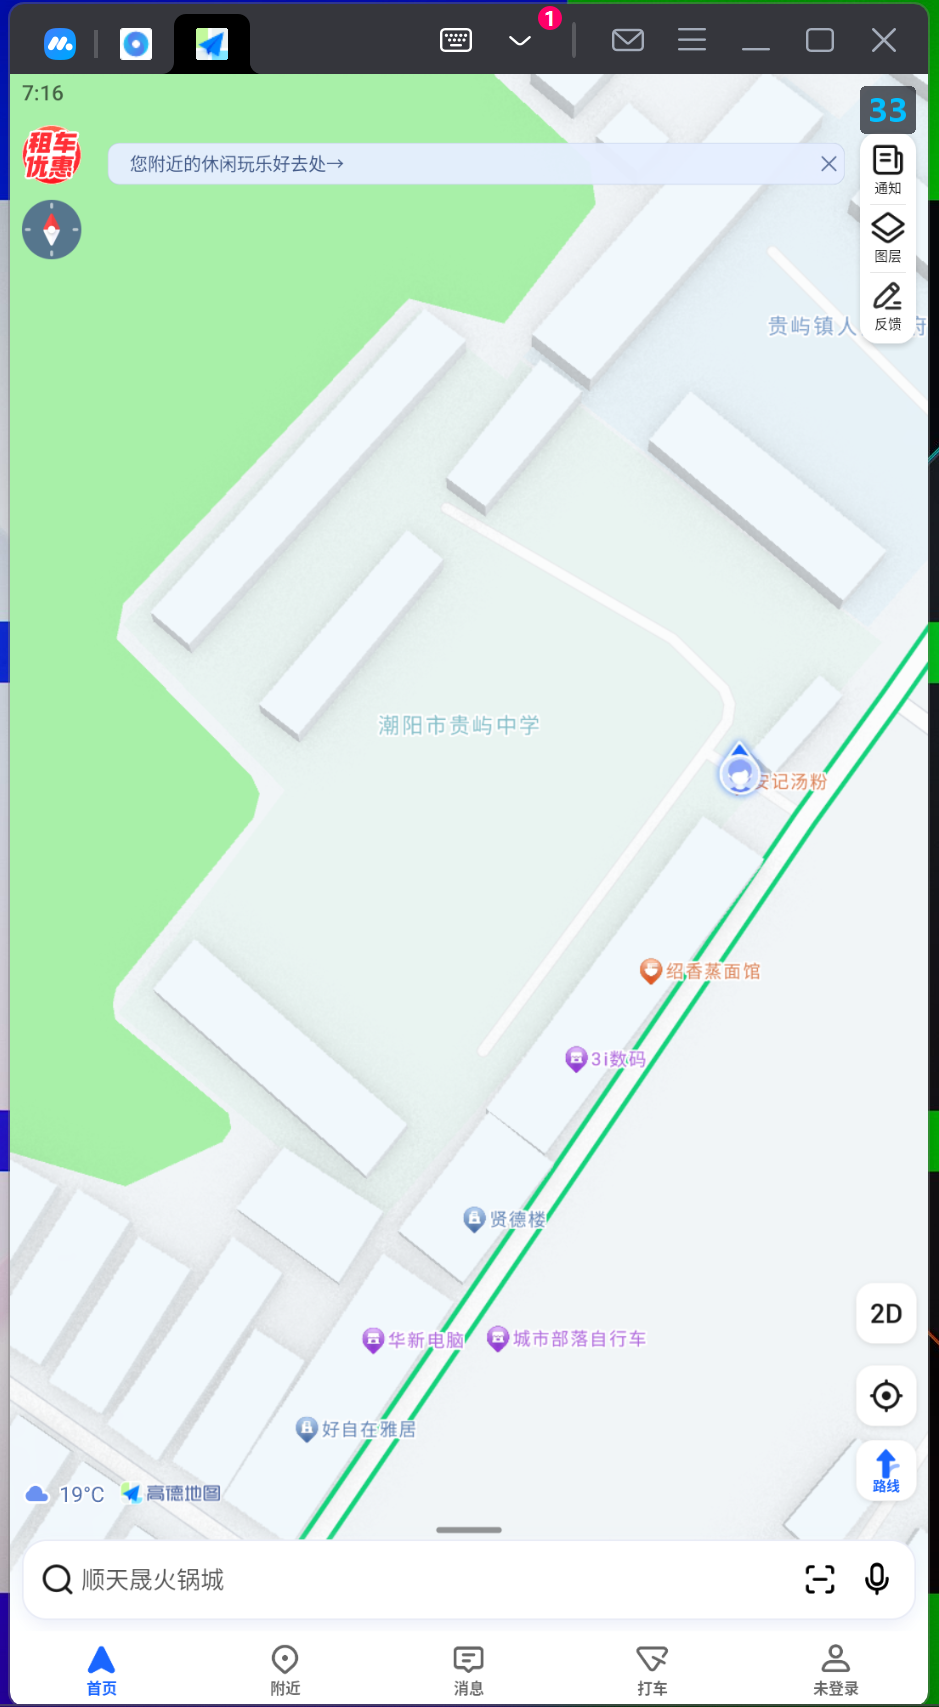 1
7:16
33
租车
优惠
您附近的休闲玩乐好去处→
通知
图层
反馈
贵屿镇人
府
潮阳市贵屿中学
安记汤粉
绍香蒸面馆
3i数码
贤德楼
华新电脑
城市部落自行车
好自在雅居
2D
路线
19°C
高德地图
顺天晟火锅城
首页
附近
消息
打车
未登录